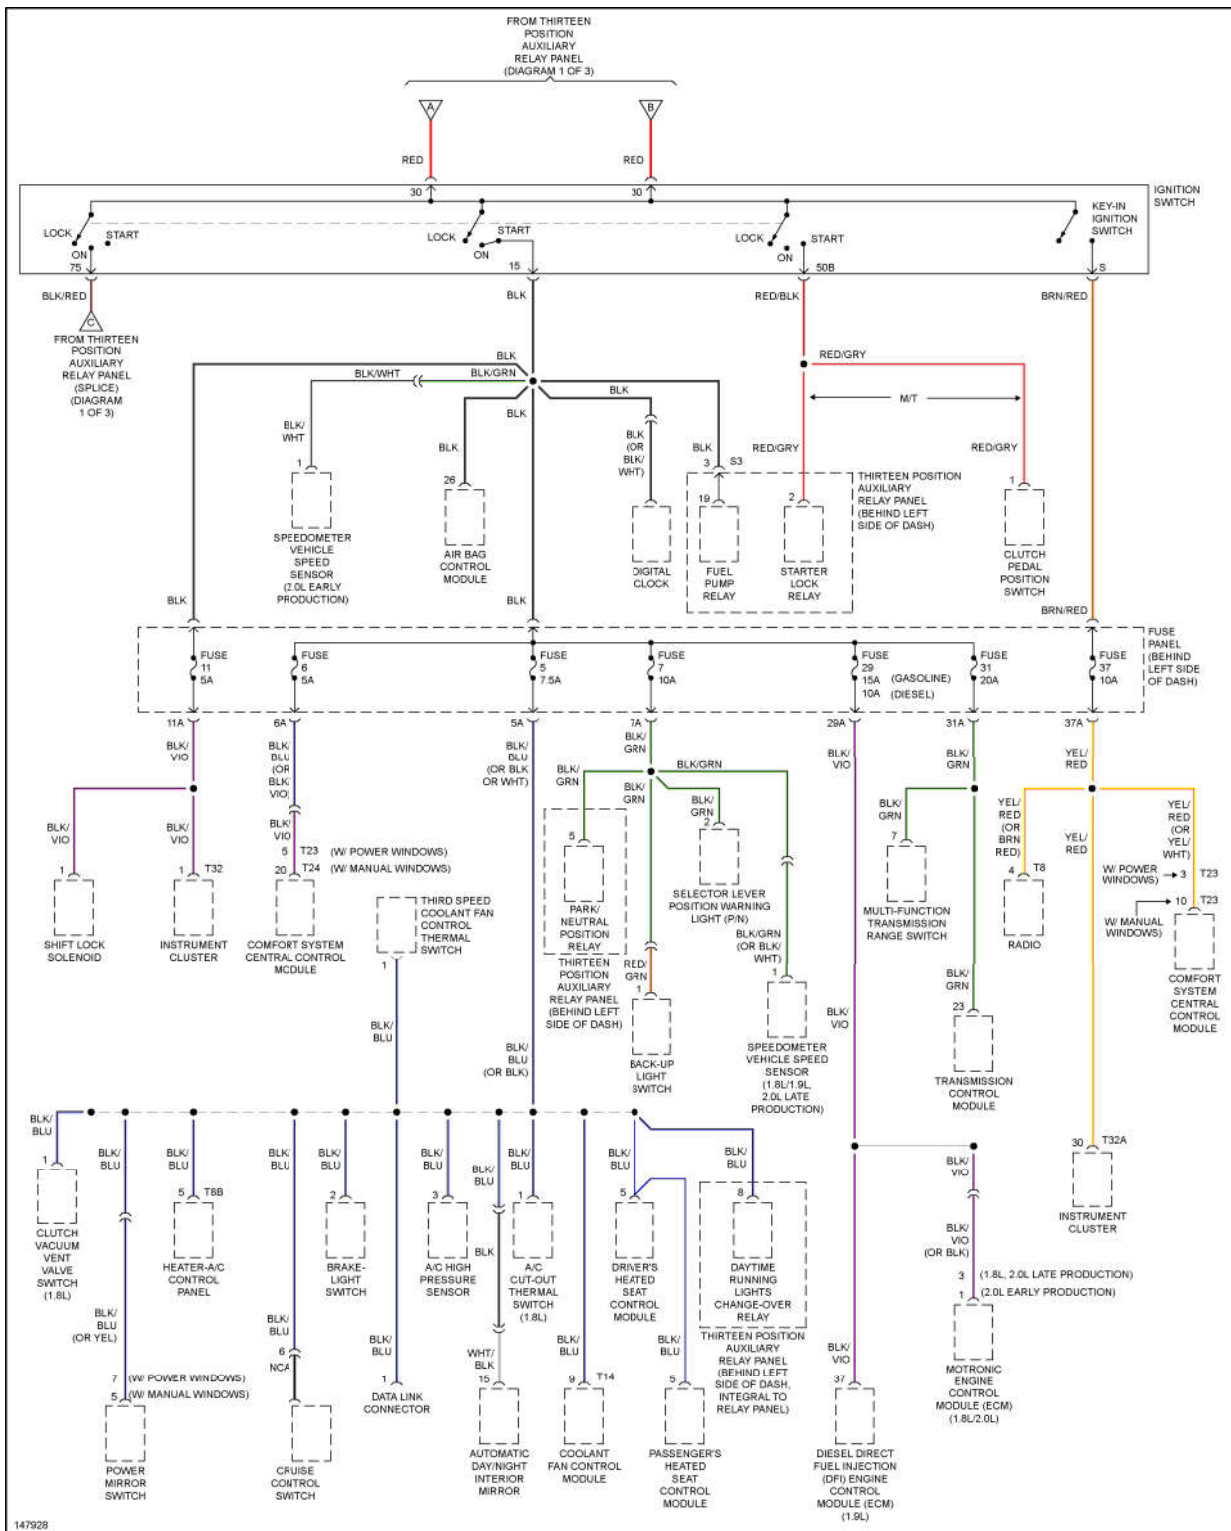 FROM THIRTEEN
POSITION
AUXILIARY
RELAY PANEL
(DIAGRAM 1 OF 3)
A
B
RED
RED
30
30
IGNITION
SWITCH
KEY-IN
IGNITION
SWITCH
LOCK
ON
START
LOCK
ON
START
LOCK
ON
START
75
15
50B
S
BLK/RED
BLK
RED/BLK
BRN/RED
C
FROM THIRTEEN
POSITION
AUXILIARY
RELAY PANEL
(SPLICE)
(DIAGRAM
1 OF 3)
BLK
BLK/WHT
BLK/GRN
BLK
BLK
RED/GRY
M/T
BLK/
WHT
BLK
BLK
(OR
BLK/
WHT)
BLK
RED/GRY
RED/GRY
1
SPEEDOMETER
VEHICLE
SPEED
SENSOR
(2.0L EARLY
PRODUCTION)
26
AIR BAG
CONTROL
MODULE
DIGITAL
CLOCK
3
S3
19
FUEL
PUMP
RELAY
2
STARTER
LOCK
RELAY
THIRTEEN POSITION
AUXILIARY
RELAY PANEL
(BEHIND LEFT
SIDE OF DASH)
1
CLUTCH
PEDAL
POSITION
SWITCH
BLK
BLK
BRN/RED
FUSE
PANEL
(BEHIND
LEFT SIDE
OF DASH)
FUSE
11
5A
FUSE
6
5A
FUSE
5
7.5A
FUSE
7
10A
FUSE
29
15A (GASOLINE)
10A (DIESEL)
FUSE
31
20A
FUSE
37
10A
11A
6A
5A
7A
29A
31A
37A
BLK/
VIO
BLK/
BLU
(OR
BLK/
VIO)
BLK/
BLU
(OR BLK
OR WHT)
BLK/
GRN
BLK/
VIO
BLK/
GRN
YEL/
RED
BLK/
VIO
BLK/
VIO
BLK/
VIO
BLK/
GRN
BLK/
GRN
BLK/
GRN
BLK/GRN
BLK/
GRN
YEL/
RED
(OR
BRN
RED)
YEL/
RED
YEL/
RED
(OR
YEL/
WHT)
1
SHIFT LOCK
SOLENOID
1
T32
INSTRUMENT
CLUSTER
5 T23 (W/ POWER WINDOWS)
20 T24 (W/ MANUAL WINDOWS)
COMFORT SYSTEM
CENTRAL CONTROL
MODULE
THIRD SPEED
COOLANT FAN
CONTROL
THERMAL
SWITCH
1
5
PARK/
NEUTRAL
POSITION
RELAY
THIRTEEN
POSITION
AUXILIARY
RELAY PANEL
(BEHIND LEFT
SIDE OF DASH)
2
SELECTOR LEVER
POSITION WARNING
LIGHT (P/N)
RED/
GRN
1
BACK-UP
LIGHT
SWITCH
BLK/GRN
(OR BLK/
WHT)
1
SPEEDOMETER
VEHICLE SPEED
SENSOR
(1.8L/1.9L,
2.0L LATE
PRODUCTION)
7
MULTI-FUNCTION
TRANSMISSION
RANGE SWITCH
BLK/
GRN
23
TRANSMISSION
CONTROL
MODULE
4
T8
RADIO
W/ POWER
WINDOWS)
3
T23
10
T23
W/ MANUAL
WINDOWS)
COMFORT
SYSTEM
CENTRAL
CONTROL
MODULE
30
T32A
INSTRUMENT
CLUSTER
BLK/
BLU
BLK/
BLU
(OR BLK)
BLK/
VIO
BLK/
BLU
1
CLUTCH
VACUUM
VENT
VALVE
SWITCH
(1.8L)
BLK/
BLU
BLK/
BLU
(OR YEL)
7 (W/ POWER WINDOWS)
5 (W/ MANUAL WINDOWS)
POWER
MIRROR
SWITCH
BLK/
BLU
5
T8B
HEATER-A/C
CONTROL
PANEL
BLK/
BLU
BLK/
BLU
6
NCA
CRUISE
CONTROL
SWITCH
BLK/
BLU
2
BRAKE-
LIGHT
SWITCH
BLK/
BLU
1
DATA LINK
CONNECTOR
BLK/
BLU
3
A/C HIGH
PRESSURE
SENSOR
BLK/
BLU
BLK
WHT/
BLK
15
AUTOMATIC
DAY/NIGHT
INTERIOR
MIRROR
BLK/
BLU
1
A/C
CUT-OUT
THERMAL
SWITCH
(1.8L)
BLK/
BLU
BLK/
BLU
9
T14
COOLANT
FAN CONTROL
MODULE
BLK/
BLU
5
DRIVER'S
HEATED
SEAT
CONTROL
MODULE
BLK/
BLU
5
PASSENGER'S
HEATED
SEAT
CONTROL
MODULE
BLK/
BLU
8
DAYTIME
RUNNING
LIGHTS
CHANGE-OVER
RELAY
THIRTEEN POSITION
AUXILIARY
RELAY PANEL
(BEHIND LEFT
SIDE OF DASH,
INTEGRAL TO
RELAY PANEL)
BLK/
VIO
37
DIESEL DIRECT
FUEL INJECTION
(DFI) ENGINE
CONTROL
MODULE (ECM)
(1.9L)
BLK/
VIO
BLK/
VIO
(OR BLK)
3 (1.8L, 2.0L LATE PRODUCTION)
1 (2.0L EARLY PRODUCTION)
MOTRONIC
ENGINE
CONTROL
MODULE (ECM)
(1.8L/2.0L)
147928